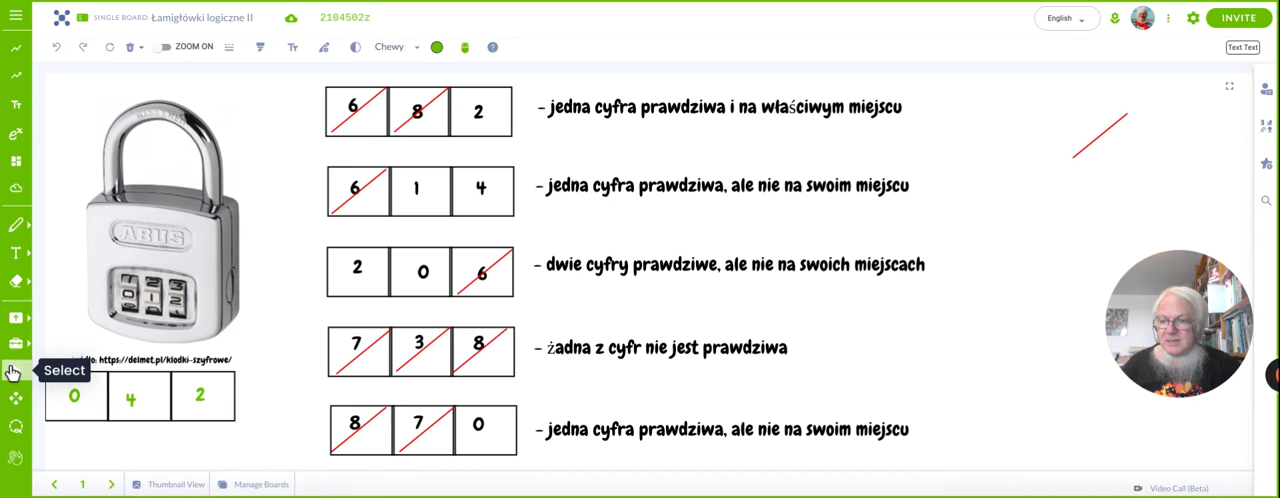 SINGLE BOARD: Łamigłówki logiczne II
2104502z
English
INVITE
ZOOM ON
Tт
Chewy
Text Text
6 8 2
- jedna cyfra prawdziwa i na właściwym miejscu
6 1 4
- jedna cyfra prawdziwa, ale nie na swoim miejscu
ABUS
2 0 6
- dwie cyfry prawdziwe, ale nie na swoich miejscach
7 3 8
- żadna z cyfr nie jest prawdziwa
https://delmet.pl/klodki-szyfrowe/
Select
0 4 2
8 7 0
- jedna cyfra prawdziwa, ale nie na swoim miejscu
1
Thumbnail View
Manage Boards
Video Call (Beta)